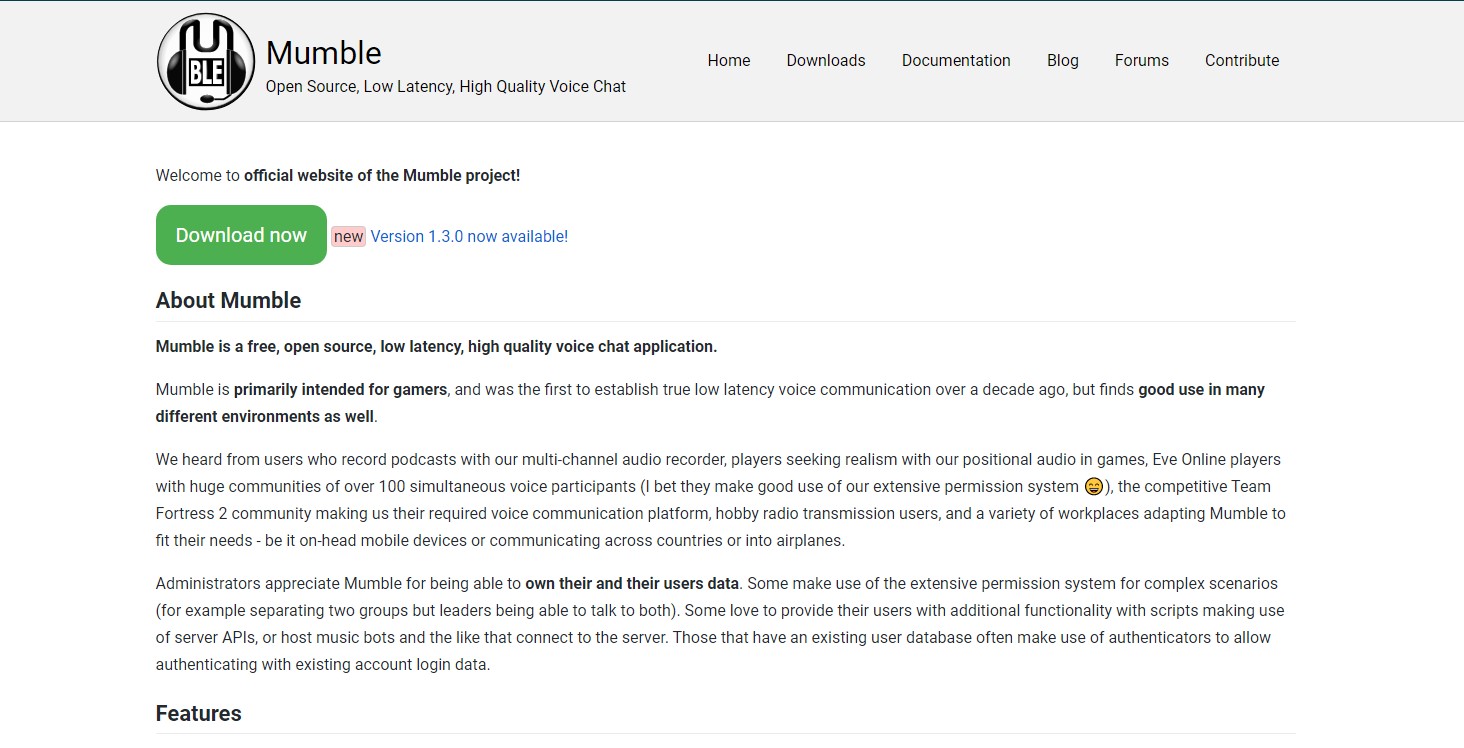 BLE
Mumble
Open Source, Low Latency, High Quality Voice Chat
Home Downloads Documentation Blog Forums Contribute
Welcome to official website of the Mumble project!
Download now new Version 1.3.0 now available!
About Mumble
Mumble is a free, open source, low latency, high quality voice chat application.
Mumble is primarily intended for gamers, and was the first to establish true low latency voice communication over a decade ago, but finds good use in many
different environments as well.
We heard from users who record podcasts with our multi-channel audio recorder, players seeking realism with our positional audio in games, Eve Online players
with huge communities of over 100 simultaneous voice participants (I bet they make good use of our extensive permission system 😄), the competitive Team
Fortress 2 community making us their required voice communication platform, hobby radio transmission users, and a variety of workplaces adapting Mumble to
fit their needs - be it on-head mobile devices or communicating across countries or into airplanes.
Administrators appreciate Mumble for being able to own their and their users data. Some make use of the extensive permission system for complex scenarios
(for example separating two groups but leaders being able to talk to both). Some love to provide their users with additional functionality with scripts making use
of server APIs, or host music bots and the like that connect to the server. Those that have an existing user database often make use of authenticators to allow
authenticating with existing account login data.
Features